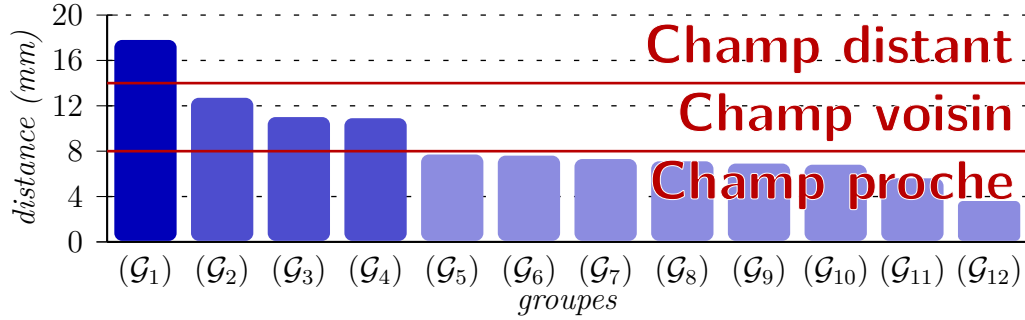 20
16
12
8
4
0
distance (mm)
Champ distant
Champ voisin
Champ proche
(𝒢₁) (𝒢₂) (𝒢₃) (𝒢₄) (𝒢₅) (𝒢₆) (𝒢₇) (𝒢₈) (𝒢₉) (𝒢₁₀) (𝒢₁₁) (𝒢₁₂)
groupes